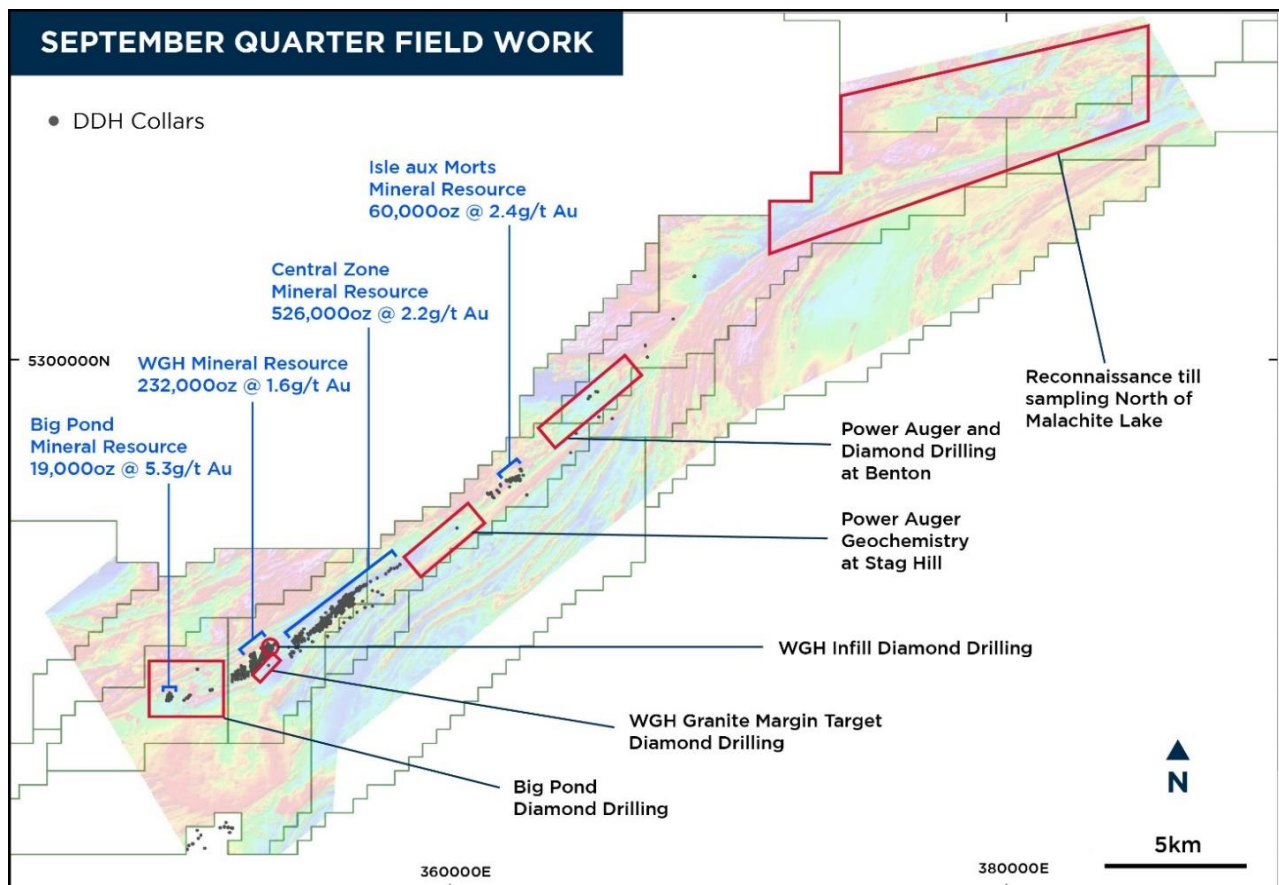 SEPTEMBER QUARTER FIELD WORK
DDH Collars
Isle aux Morts
Mineral Resource
60,000oz @ 2.4g/t Au
Central Zone
Mineral Resource
526,000oz @ 2.2g/t Au
5300000N
WGH Mineral Resource
232,000oz @ 1.6g/t Au
Big Pond
Mineral Resource
19,000oz @ 5.3g/t Au
Reconnaissance till
sampling North of
Malachite Lake
Power Auger and
Diamond Drilling
at Benton
Power Auger
Geochemistry
at Stag Hill
WGH Infill Diamond Drilling
WGH Granite Margin Target
Diamond Drilling
Big Pond
Diamond Drilling
N
5km
360000E
380000E